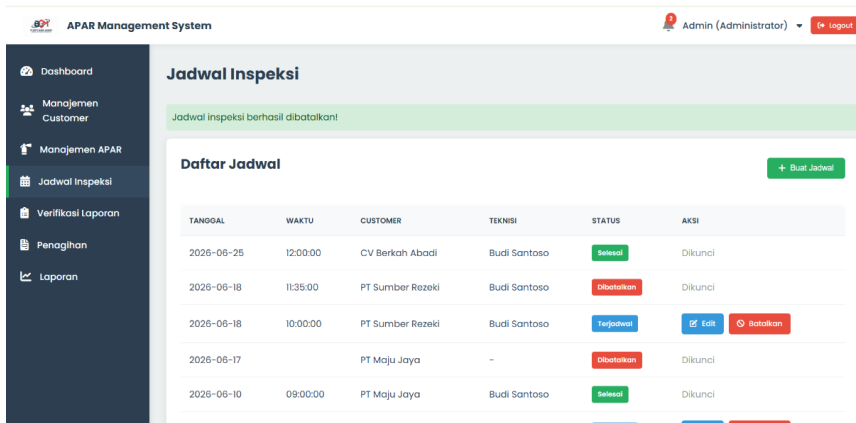 APAR Management System
2
Admin (Administrator)
Logout
Dashboard
Manajemen
Customer
Manajemen APAR
Jadwal Inspeksi
Verifikasi Laporan
Penagihan
Laporan
Jadwal Inspeksi
Jadwal inspeksi berhasil dibatalkan!
Daftar Jadwal
+ Buat Jadwal
TANGGAL WAKTU CUSTOMER TEKNISI STATUS AKSI
2026-06-25 12:00:00 CV Berkah Abadi Budi Santoso Selesai Dikunci
2026-06-18 11:35:00 PT Sumber Rezeki Budi Santoso Dibatalkan Dikunci
2026-06-18 10:00:00 PT Sumber Rezeki Budi Santoso Terjadwal Edit Batalkan
2026-06-17 PT Maju Jaya - Dibatalkan Dikunci
2026-06-10 09:00:00 PT Maju Jaya Budi Santoso Selesai Dikunci